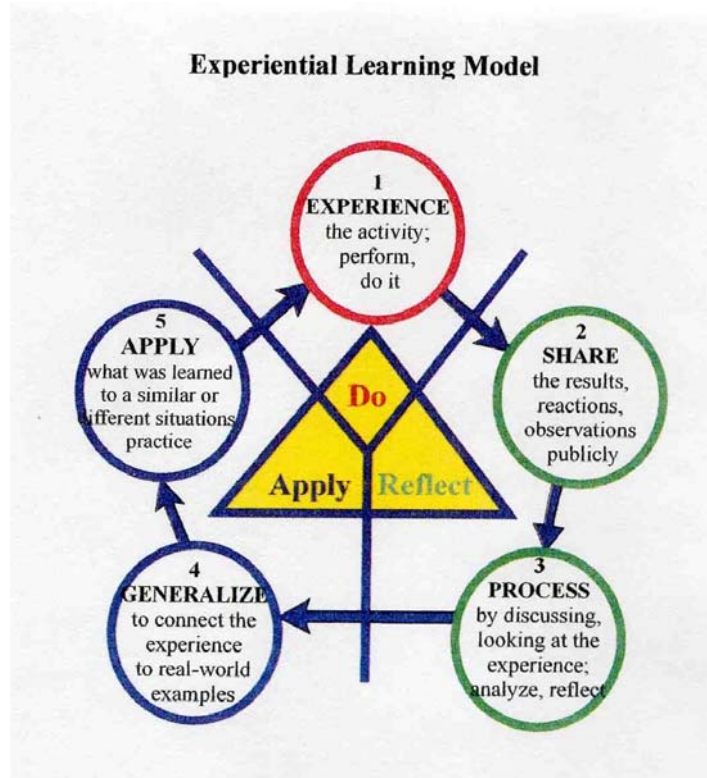 Experiential Learning Model
1
EXPERIENCE
the activity;
perform,
do it
2
SHARE
the results,
reactions,
observations
publicly
3
PROCESS
by discussing,
looking at the
experience;
analyze, reflect
4
GENERALIZE
to connect the
experience
to real-world
examples
5
APPLY
what was learned
to a similar or
different situations
practice
Do
Apply Reflect